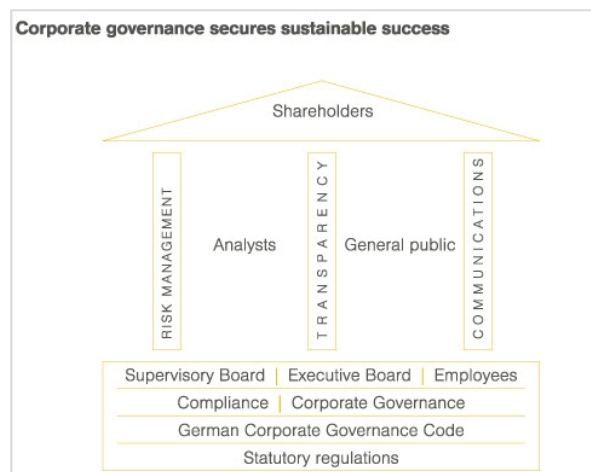 Corporate governance secures sustainable success
Shareholders
RISK MANAGEMENT
Analysts
TRANSPARENCY
General public
COMMUNICATIONS
Supervisory Board | Executive Board | Employees
Compliance | Corporate Governance
German Corporate Governance Code
Statutory regulations